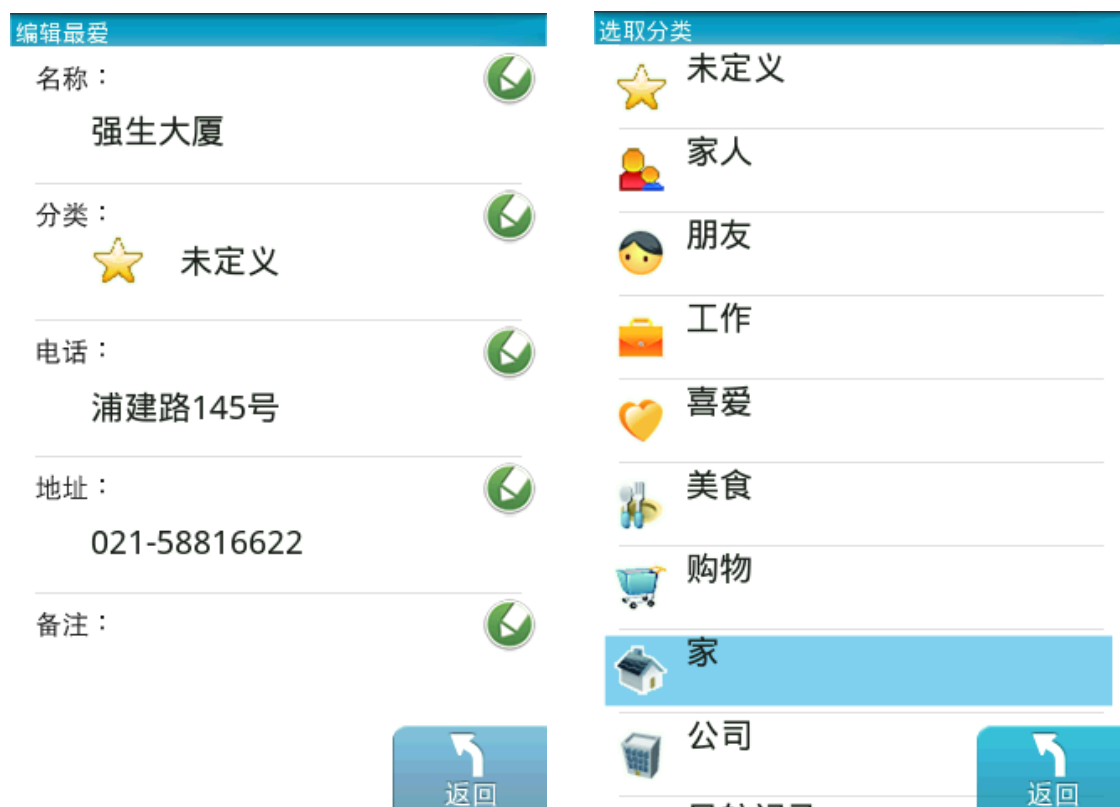 编辑最爱
名称：
强生大厦
分类：
未定义
电话：
浦建路145号
地址：
021-58816622
备注：
返回
选取分类
未定义
家人
朋友
工作
喜爱
美食
购物
家
公司
返回